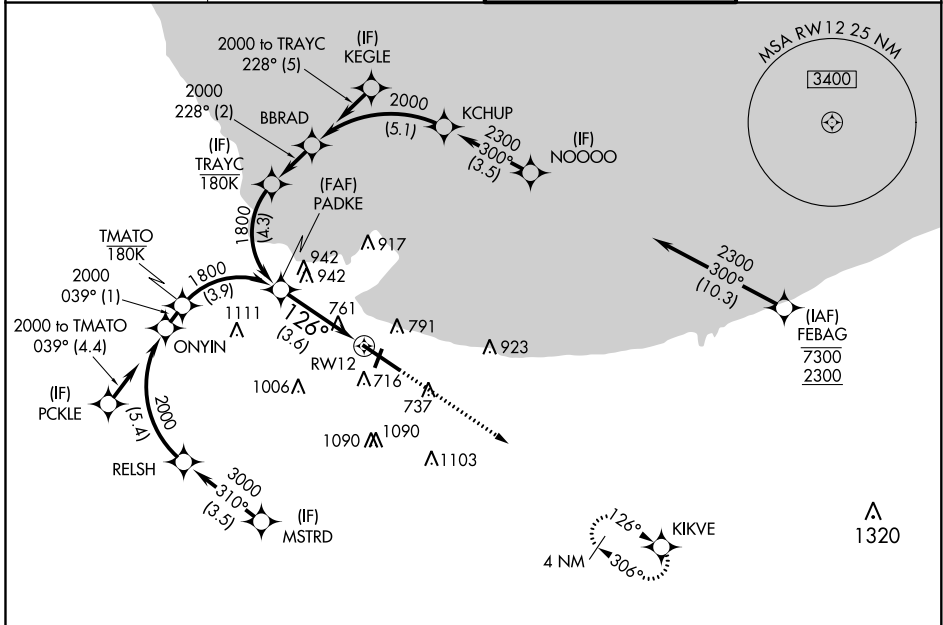 2000 to TRAYC
228° (5)
(IF)
KEGLE
MSA RW12 25 NM
3400
2000
228° (2)
BBRAD
2000
(5.1)
KCHUP
2300
300°
(3.5)
(IF)
NOOOO
(IF)
TRAYC
180K
(FAF)
PADKE
1800
(4.3)
TMATO
180K
942
942
917
2300
300°
(10.3)
2000
039° (1)
1800
(3.9)
2000 to TMATO
039° (4.4)
ONYIN
1111
126°
(3.6)
761
791
923
(IAF)
FEBAG
7300
2300
RW12
716
737
1006
(IF)
PCKLE
2000
(5.4)
1090
1090
1103
RELSH
3000
310°
(3.5)
(IF)
MSTRD
126°
KIKVE
4 NM
306°
1320